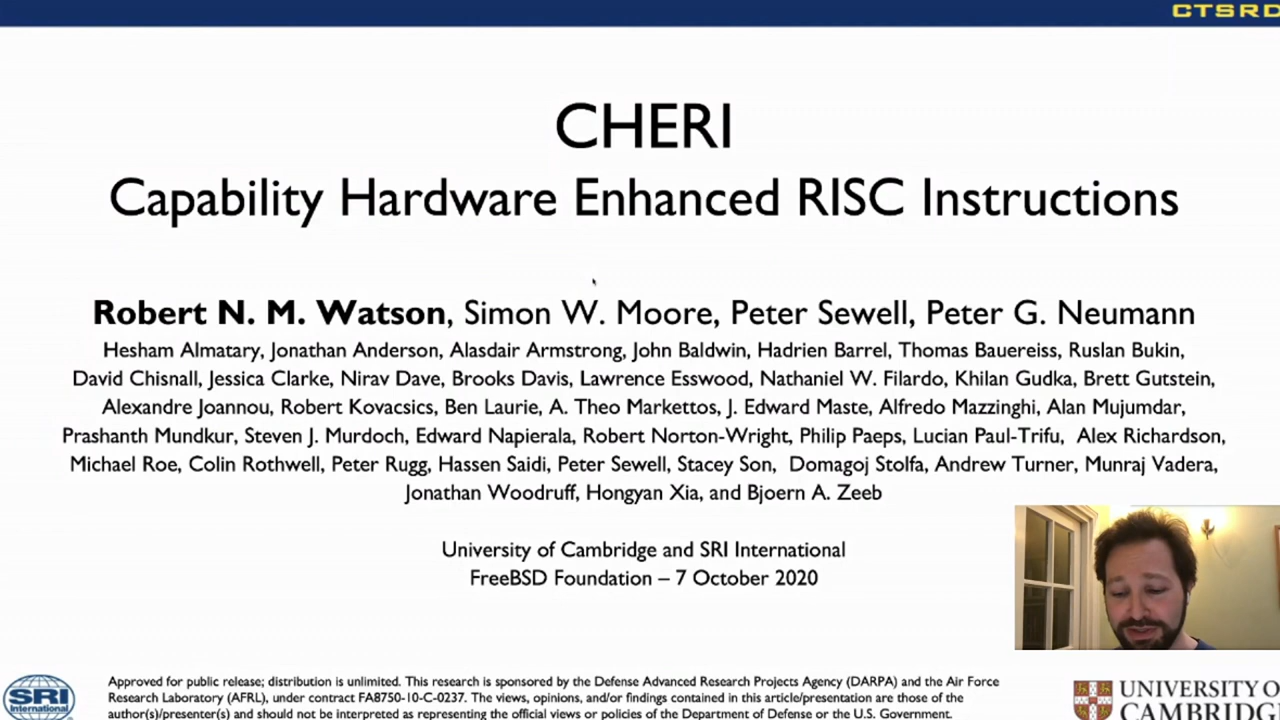 CTSRD
CHERI
Capability Hardware Enhanced RISC Instructions
Robert N. M. Watson, Simon W. Moore, Peter Sewell, Peter G. Neumann
Hesham Almatary, Jonathan Anderson, Alasdair Armstrong, John Baldwin, Hadrien Barrel, Thomas Bauereiss, Ruslan Bukin,
David Chisnall, Jessica Clarke, Nirav Dave, Brooks Davis, Lawrence Esswood, Nathaniel W. Filardo, Khilan Gudka, Brett Gutstein,
Alexandre Joannou, Robert Kovacsics, Ben Laurie, A. Theo Markettos, J. Edward Maste, Alfredo Mazzinghi, Alan Mujumdar,
Prashanth Mundkur, Steven J. Murdoch, Edward Napierala, Robert Norton-Wright, Philip Paeps, Lucian Paul-Trifu, Alex Richardson,
Michael Roe, Colin Rothwell, Peter Rugg, Hassen Saidi, Peter Sewell, Stacey Son, Domagoj Stolfa, Andrew Turner, Munraj Vadera,
Jonathan Woodruff, Hongyan Xia, and Bjoern A. Zeeb
University of Cambridge and SRI International
FreeBSD Foundation – 7 October 2020
SRI
International
Approved for public release; distribution is unlimited. This research is sponsored by the Defense Advanced Research Projects Agency (DARPA) and the Air Force
Research Laboratory (AFRL), under contract FA8750-10-C-0237. The views, opinions, and/or findings contained in this article/presentation are those of the
author(s)/presenter(s) and should not be interpreted as representing the official views or policies of the Department of Defense or the U.S. Government.
UNIVERSITY O
CAMBRIDGE